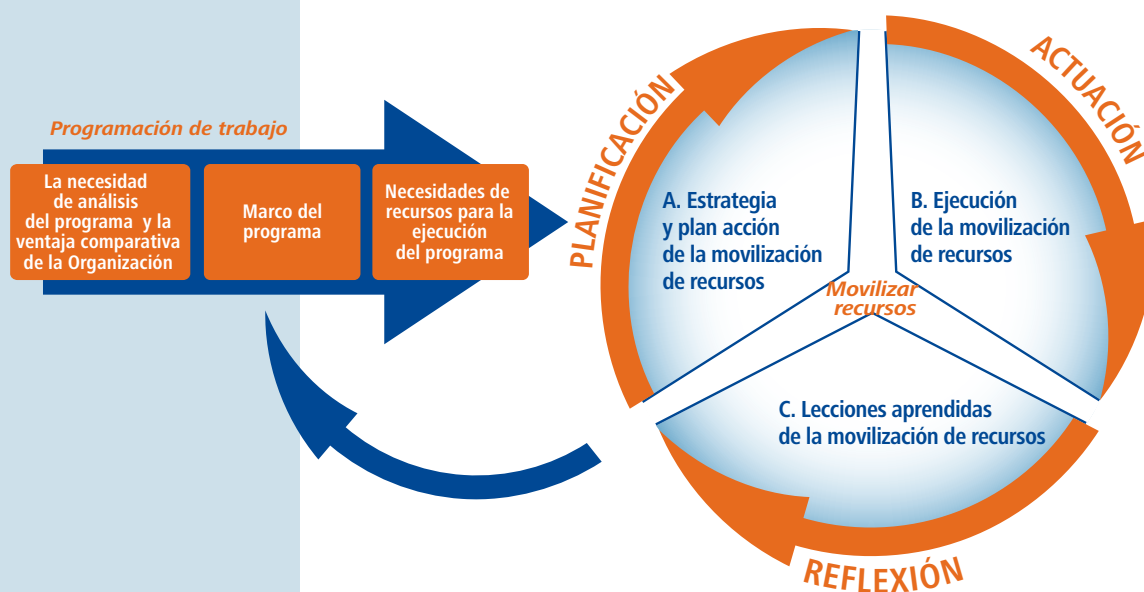 Programación de trabajo
La necesidad
de análisis
del programa y la
ventaja comparativa
de la Organización
Marco del
programa
Necesidades de
recursos para la
ejecución
del programa
PLANIFICACIÓN
A. Estrategia
y plan acción
de la movilización
de recursos
ACTUACIÓN
B. Ejecución
de la movilización
de recursos
Movilizar
recursos
C. Lecciones aprendidas
de la movilización de recursos
REFLEXIÓN